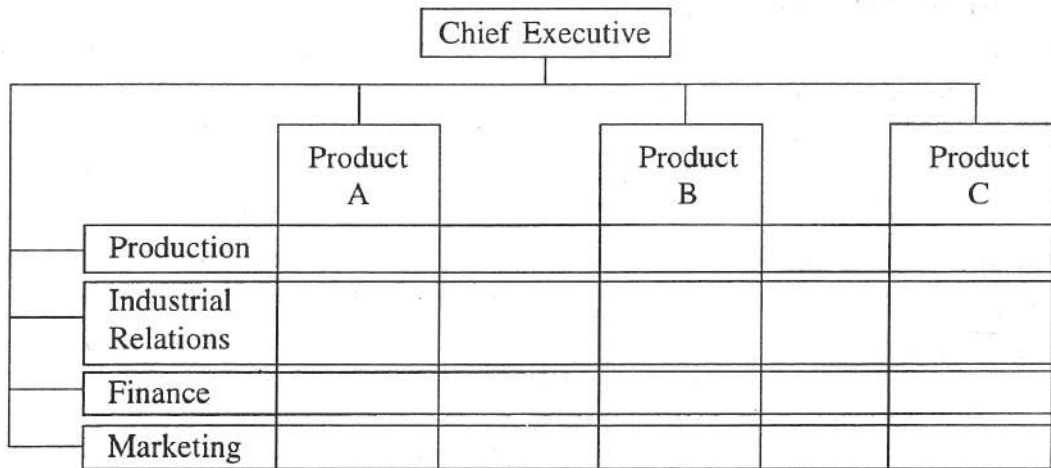 Chief Executive
Product
A
Product
B
Product
C
Production
Industrial
Relations
Finance
Marketing